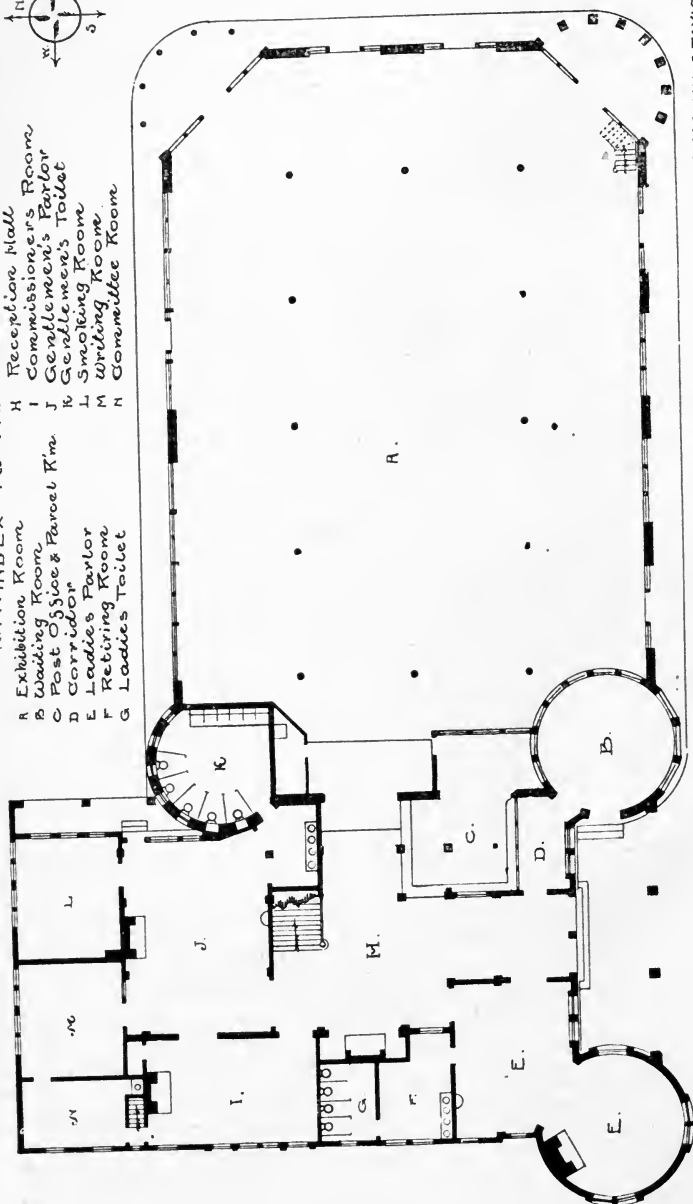 N
W
S
A Exhibition Room
B Waiting Room
C Post Office & Parcel R'm
D Corridor
E Ladies Parlor
F Retiring Room
G Ladies Toilet
H Reception Hall
I Commissioners Room
J Gentlemen's Parlor
K Gentlemen's Toilet
L Smoking Room
M Writing Room
N Committee Room
L
M
N
K
J.
I.
H.
G
F.
E.
E.
D.
C.
B.
A.